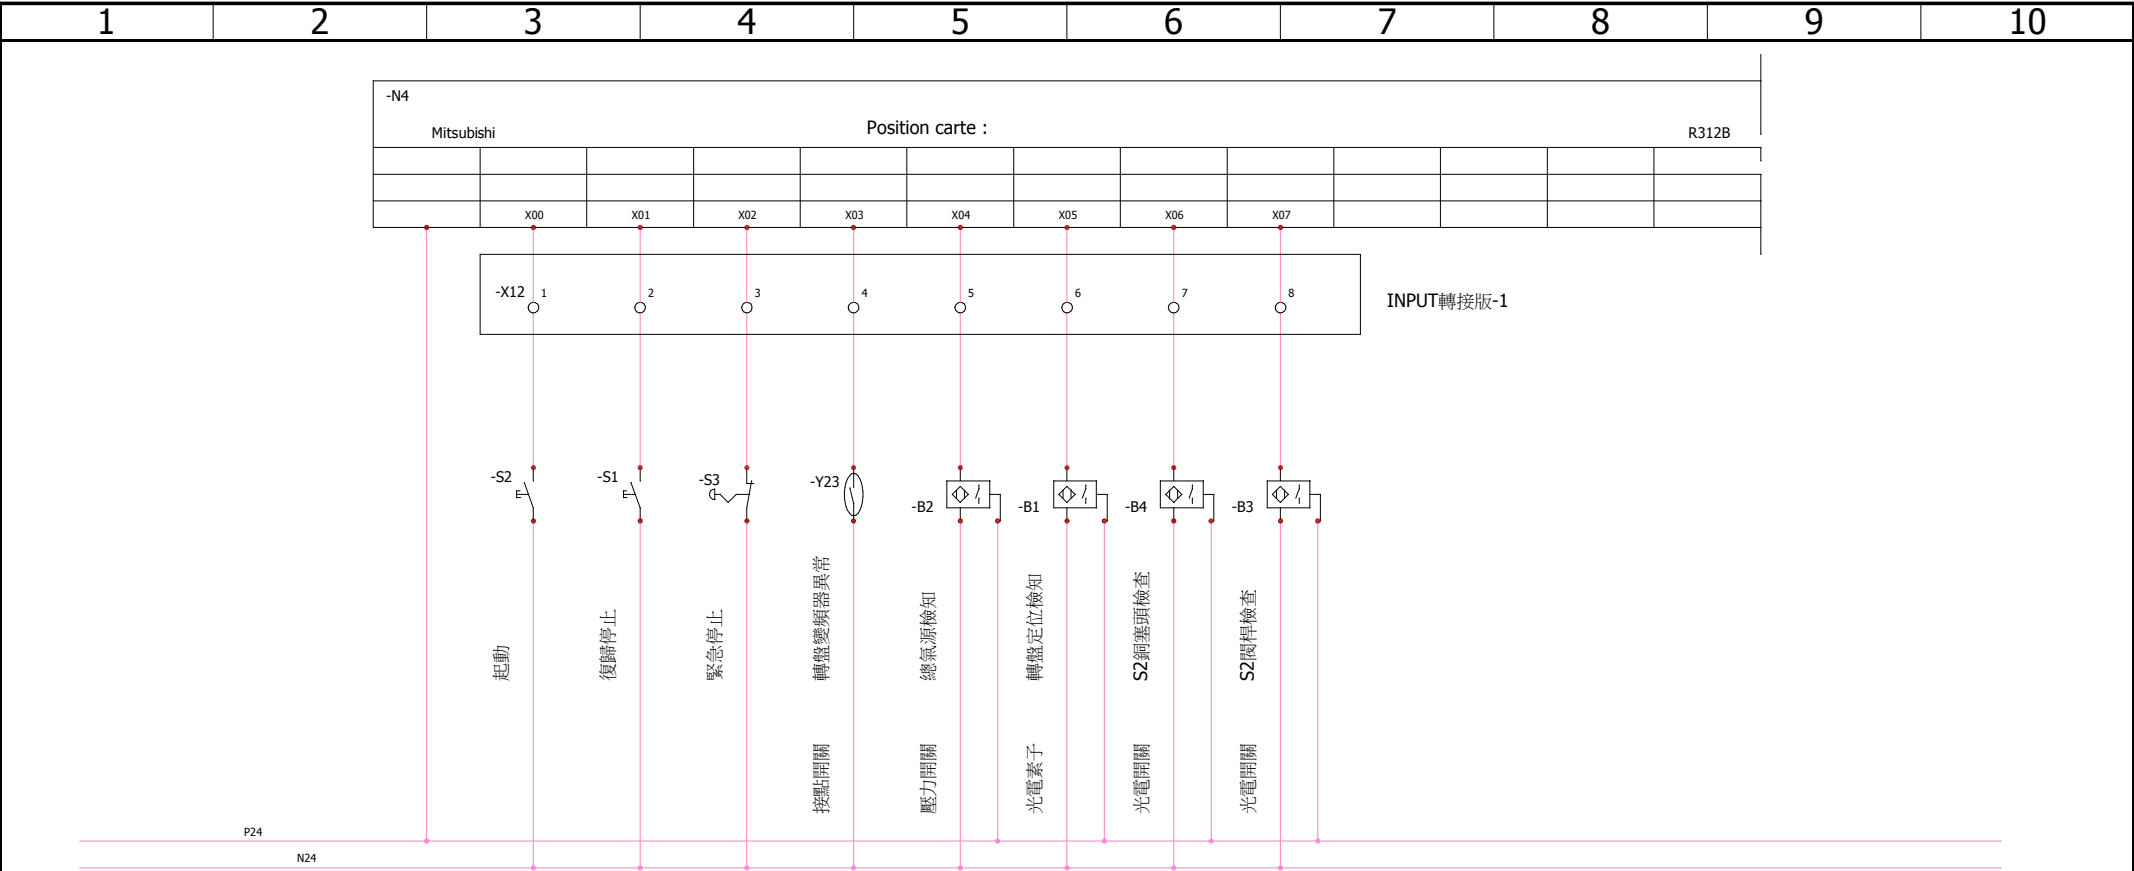 1 2 3 4 5 6 7 8 9 10
-N4
Mitsubishi Position carte : R312B
X00 X01 X02 X03 X04 X05 X06 X07
-X12 1 2 3 4 5 6 7 8
INPUT轉接版-1
-S2 -S1 -S3 -Y23 -B2 -B1 -B4 -B3
起動
復歸停止
緊急停止
轉盤變頻器異常
總氣源檢知
轉盤定位檢知
S2銅塞頭檢查
S2閥桿檢查
接點開關
壓力開關
光電素子
光電開關
光電開關
P24
N24